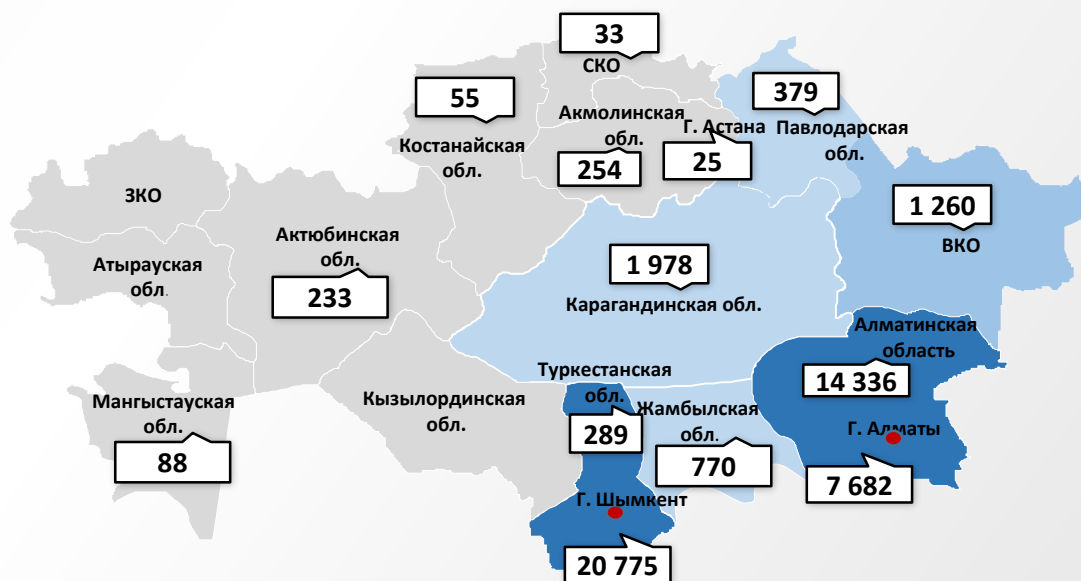 33
СКО
55
Костанайская
обл.
Акмолинская
обл.
254
Г. Астана
25
379
Павлодарская
обл.
1 260
ВКО
ЗКО
Атырауская
обл.
Актюбинская
обл.
233
1 978
Карагандинская обл.
Мангыстауская
обл.
88
Кызылординская
обл.
Туркестанская
обл.
289
Жамбылская
обл.
770
Алматинская
область
14 336
Г. Алматы
7 682
Г. Шымкент
20 775